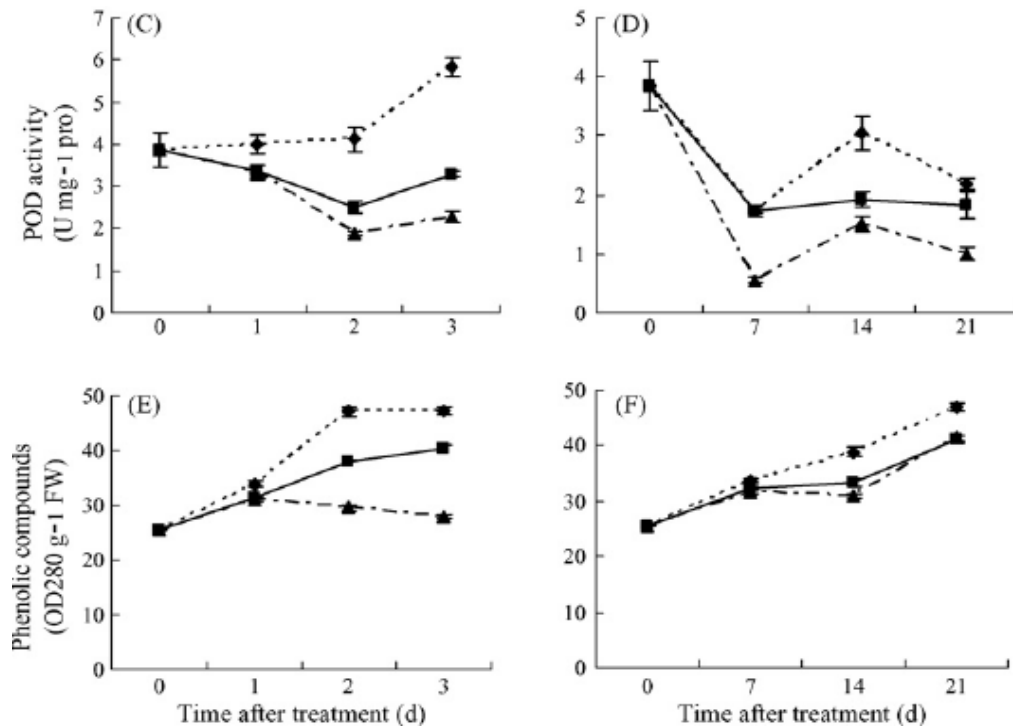 (C)
7
6
5
4
3
2
1
0
0 1 2 3
POD activity
(U mg-1 pro)
(D)
5
4
3
2
1
0
0 7 14 21
(E)
50
40
30
20
10
0
0 1 2 3
Phenolic compounds
(OD280 g-1 FW)
Time after treatment (d)
(F)
50
40
30
20
10
0
0 7 14 21
Time after treatment (d)